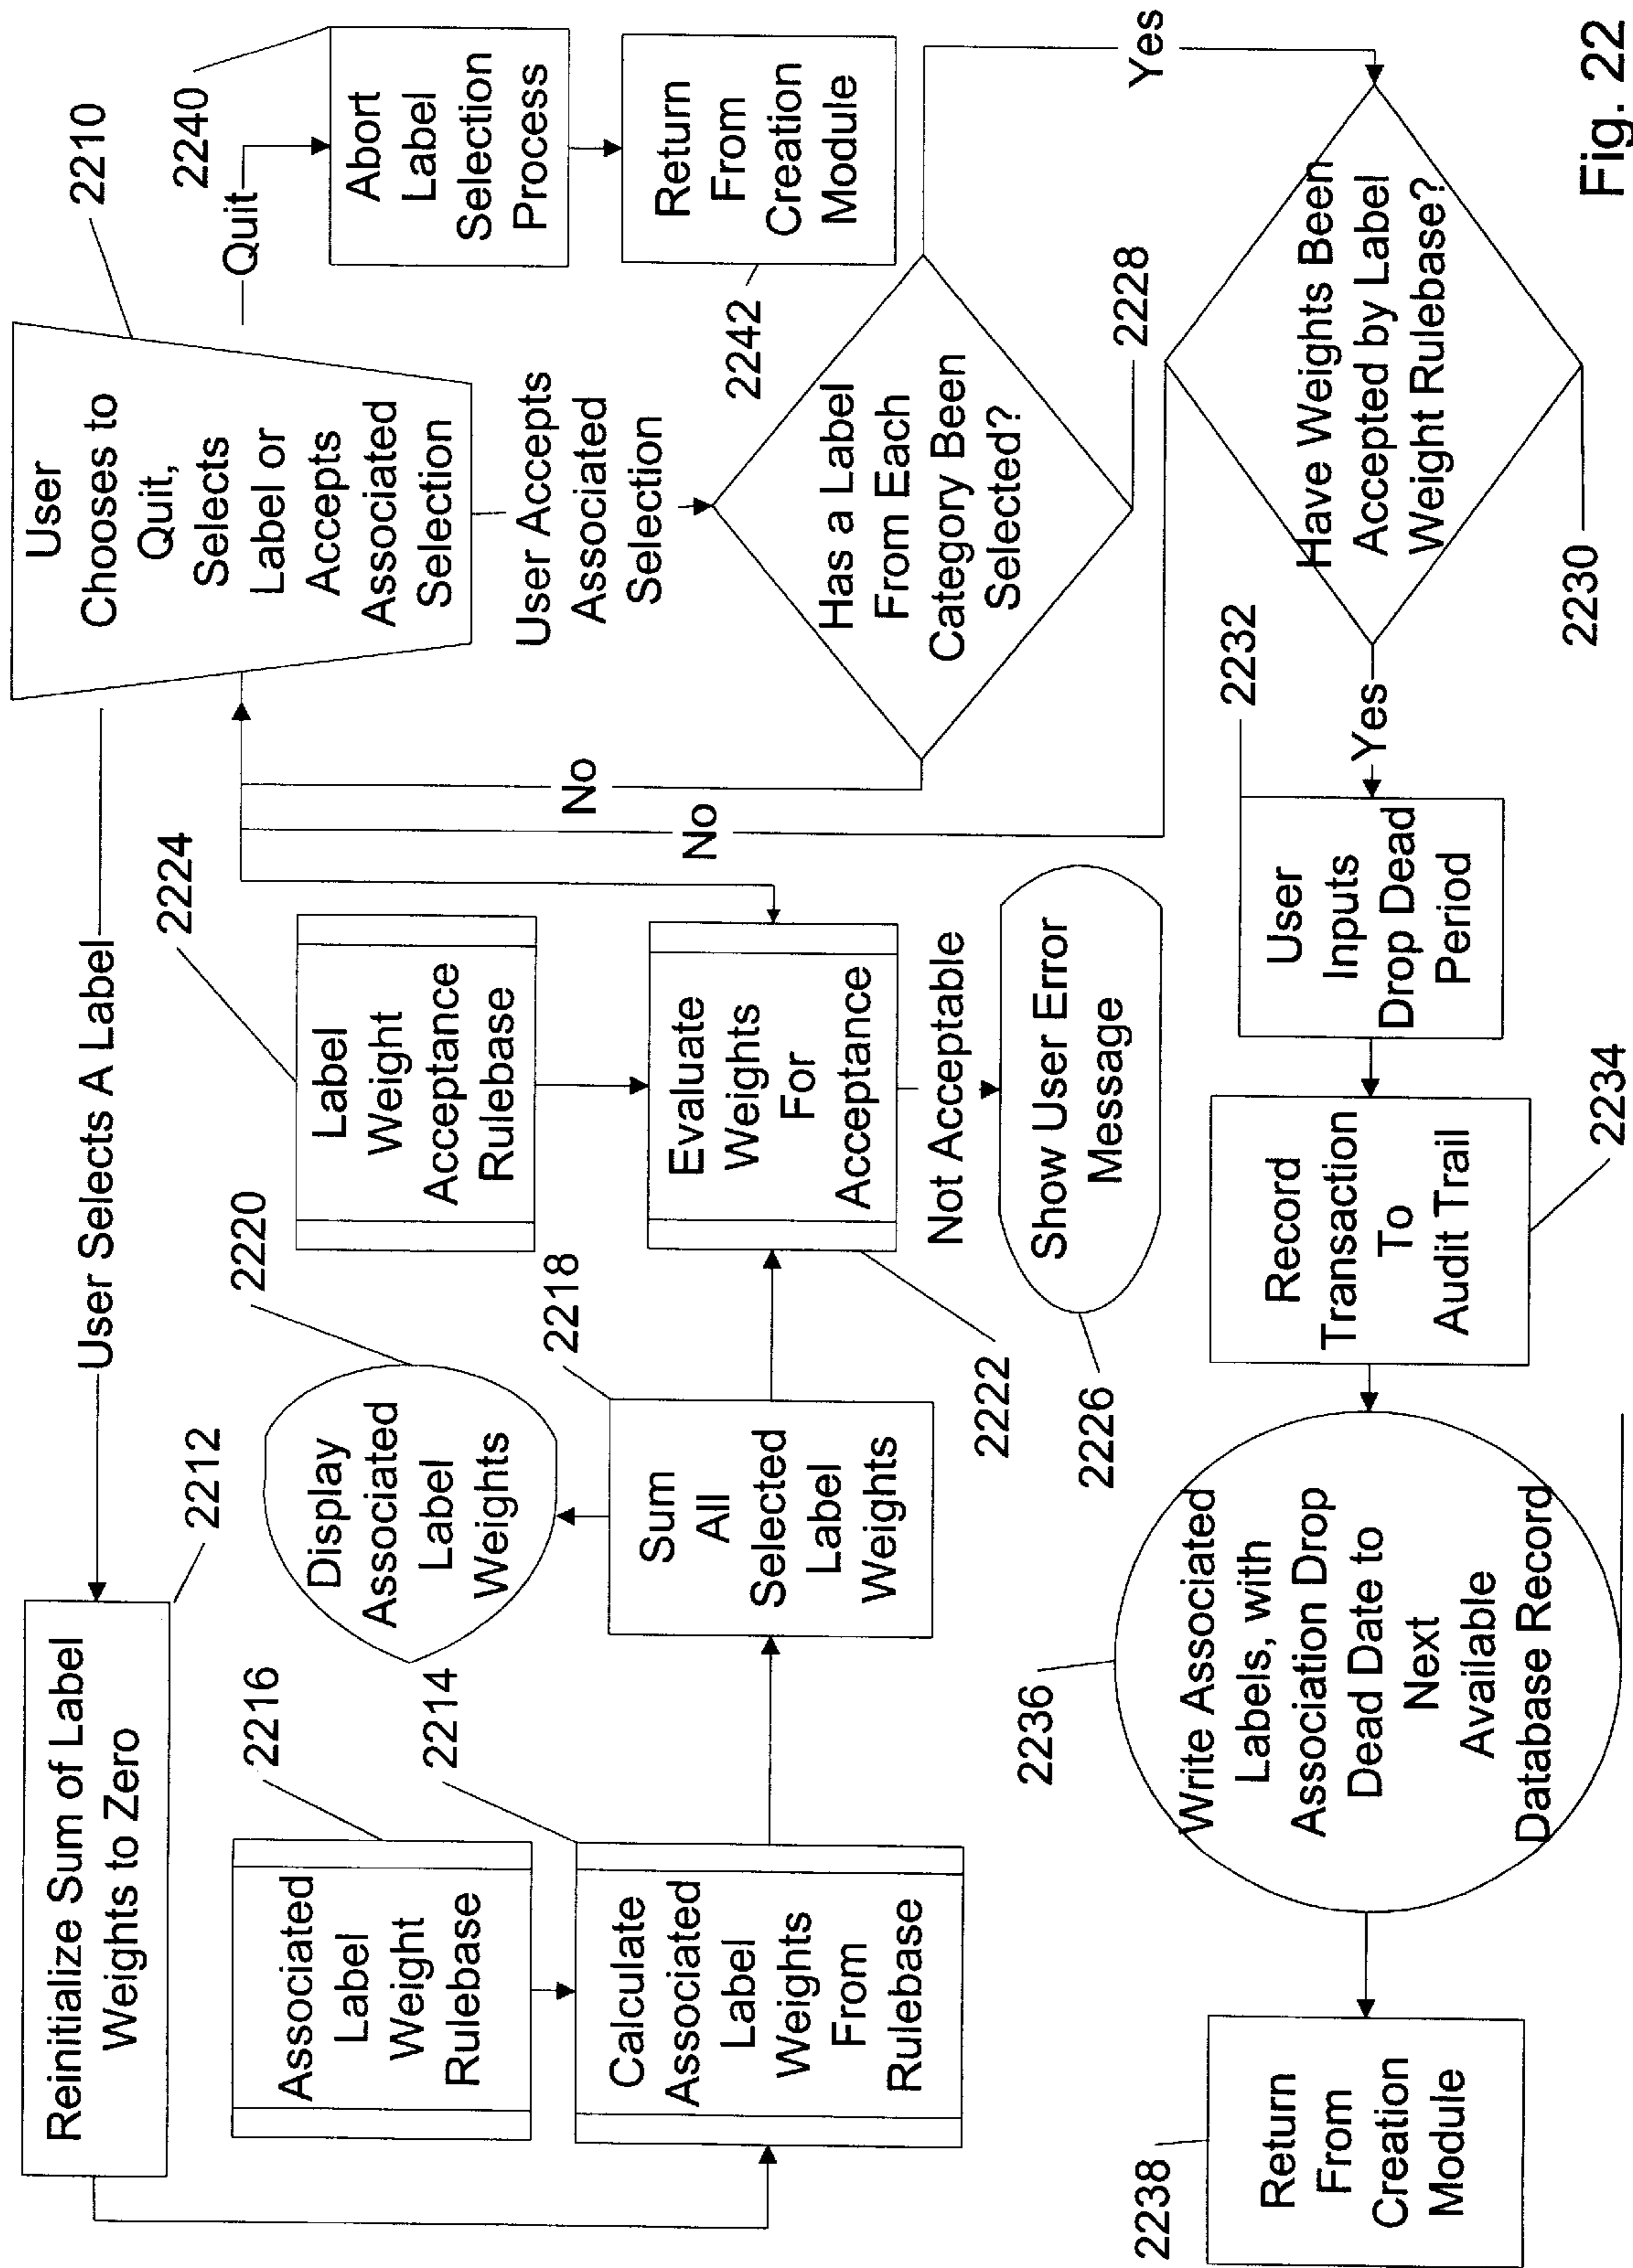 User
Chooses to
Quit,
Selects
Label or
Accepts
Associated
Selection
2210
Quit
2240
Abort
Label
Selection
Process
Return
From
Creation
Module
2242
User Selects A Label
Reinitialize Sum of Label
Weights to Zero
2212
Associated
Label
Weight
Rulebase
2216
Calculate
Associated
Label
Weights
From
Rulebase
2214
Display
Associated
Label
Weights
2220
Sum
All
Selected
Label
Weights
2218
Label
Weight
Acceptance
Rulebase
2224
Evaluate
Weights
For
Acceptance
2222
Not Acceptable
Show User Error
Message
2226
User Accepts
Associated
Selection
Has a Label
From Each
Category Been
Selected?
2228
No
No
Yes
Have Weights Been
Accepted by Label
Weight Rulebase?
2230
Yes
User
Inputs
Drop Dead
Period
2232
Record
Transaction
To
Audit Trail
2234
Write Associated
Labels, with
Association Drop
Dead Date to
Next
Available
Database Record
2236
Return
From
Creation
Module
2238
Fig. 22